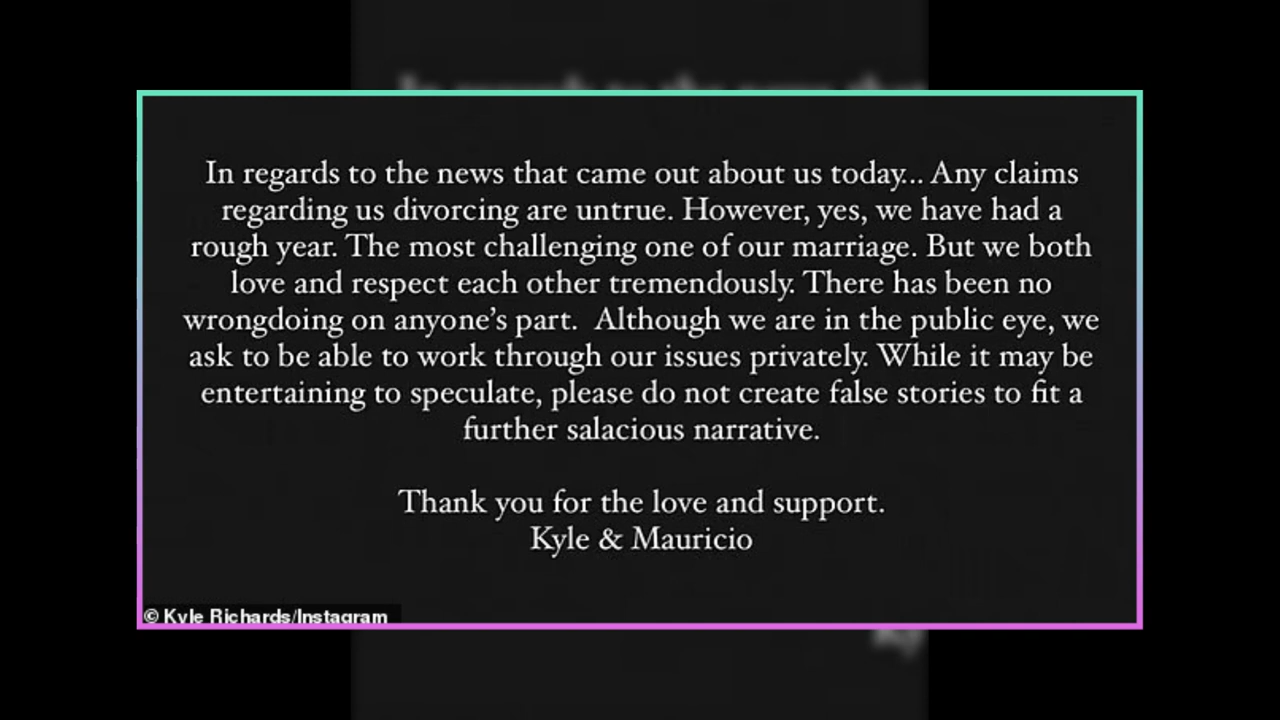 In regards to the news that came out about us today... Any claims
regarding us divorcing are untrue. However, yes, we have had a
rough year. The most challenging one of our marriage. But we both
love and respect each other tremendously. There has been no
wrongdoing on anyone's part.  Although we are in the public eye, we
ask to be able to work through our issues privately. While it may be
entertaining to speculate, please do not create false stories to fit a
further salacious narrative.
Thank you for the love and support.
Kyle & Mauricio
© Kyle Richards/Instagram